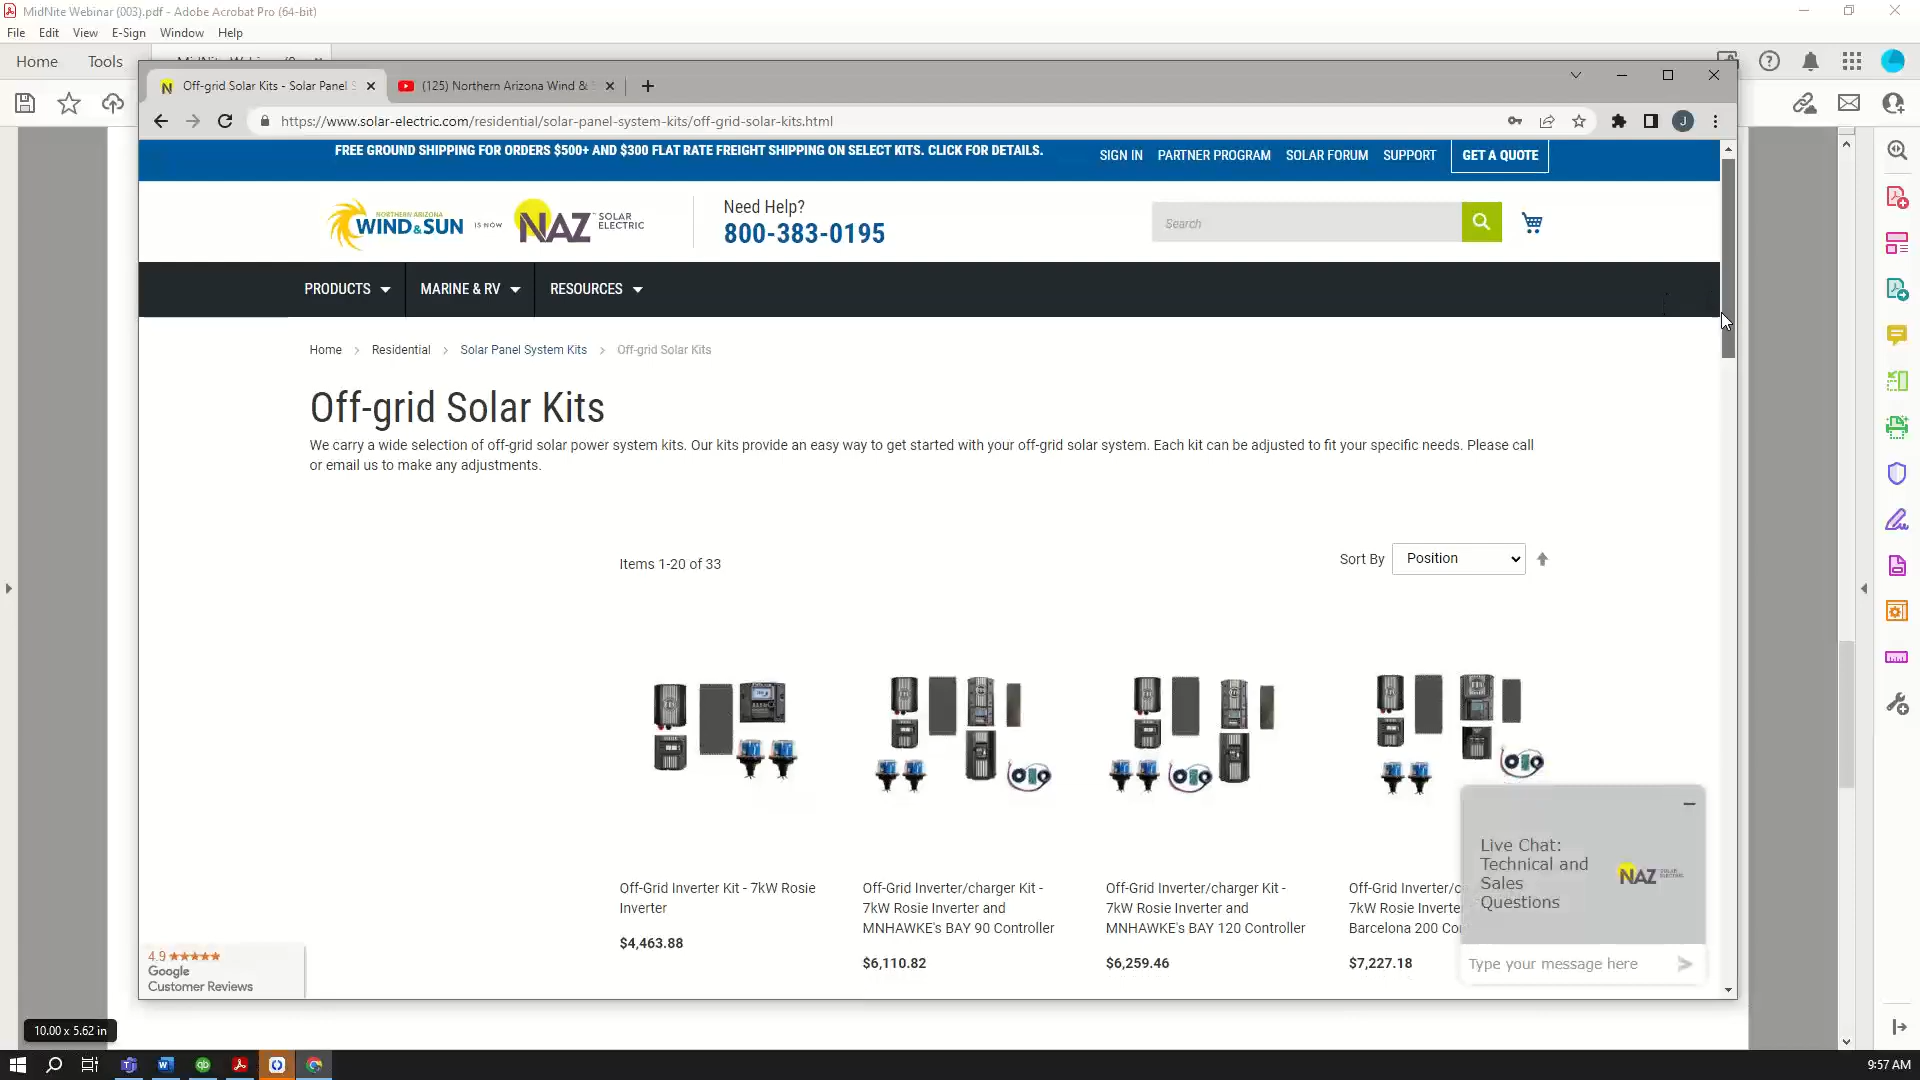 MidNite Webinar (003).pdf - Adobe Acrobat Pro (64-bit)
File Edit View E-Sign Window Help
Home Tools
Off-grid Solar Kits - Solar Panel S
(125) Northern Arizona Wind &
https://www.solar-electric.com/residential/solar-panel-system-kits/off-grid-solar-kits.html
J
FREE GROUND SHIPPING FOR ORDERS $500+ AND $300 FLAT RATE FREIGHT SHIPPING ON SELECT KITS. CLICK FOR DETAILS.
SIGN IN PARTNER PROGRAM SOLAR FORUM SUPPORT GET A QUOTE
NORTHERN ARIZONA
WIND & SUN
IS NOW
NAZ SOLAR ELECTRIC
Need Help?
800-383-0195
Search
PRODUCTS MARINE & RV RESOURCES
Home > Residential > Solar Panel System Kits > Off-grid Solar Kits
Off-grid Solar Kits
We carry a wide selection of off-grid solar power system kits. Our kits provide an easy way to get started with your off-grid solar system. Each kit can be adjusted to fit your specific needs. Please call
or email us to make any adjustments.
Items 1-20 of 33
Sort By Position
Off-Grid Inverter Kit - 7kW Rosie
Inverter
$4,463.88
Off-Grid Inverter/charger Kit -
7kW Rosie Inverter and
MNHAWKE's BAY 90 Controller
$6,110.82
Off-Grid Inverter/charger Kit -
7kW Rosie Inverter and
MNHAWKE's BAY 120 Controller
$6,259.46
Off-Grid Inverter/c
7kW Rosie Inverte
Barcelona 200 Co
$7,227.18
Live Chat:
Technical and
Sales
Questions
NAZ SOLAR ELECTRIC
Type your message here
4.9
Google
Customer Reviews
10.00 x 5.62 in
9:57 AM